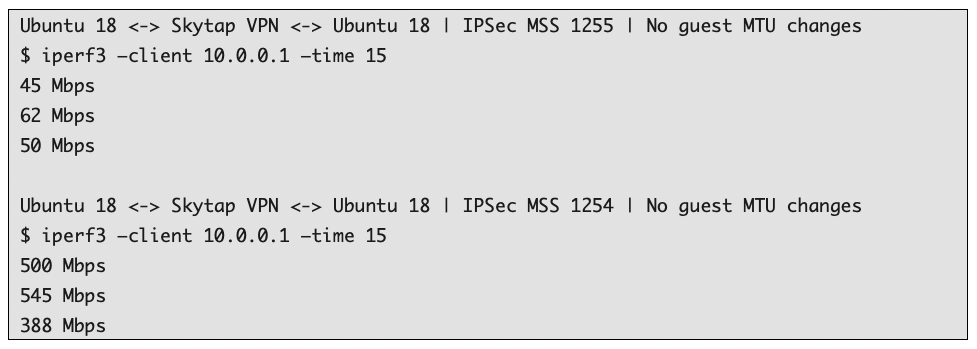 Ubuntu 18 <-> Skytap VPN <-> Ubuntu 18 | IPSec MSS 1255 | No guest MTU changes
$ iperf3 –client 10.0.0.1 –time 15
45 Mbps
62 Mbps
50 Mbps

Ubuntu 18 <-> Skytap VPN <-> Ubuntu 18 | IPSec MSS 1254 | No guest MTU changes
$ iperf3 –client 10.0.0.1 –time 15
500 Mbps
545 Mbps
388 Mbps